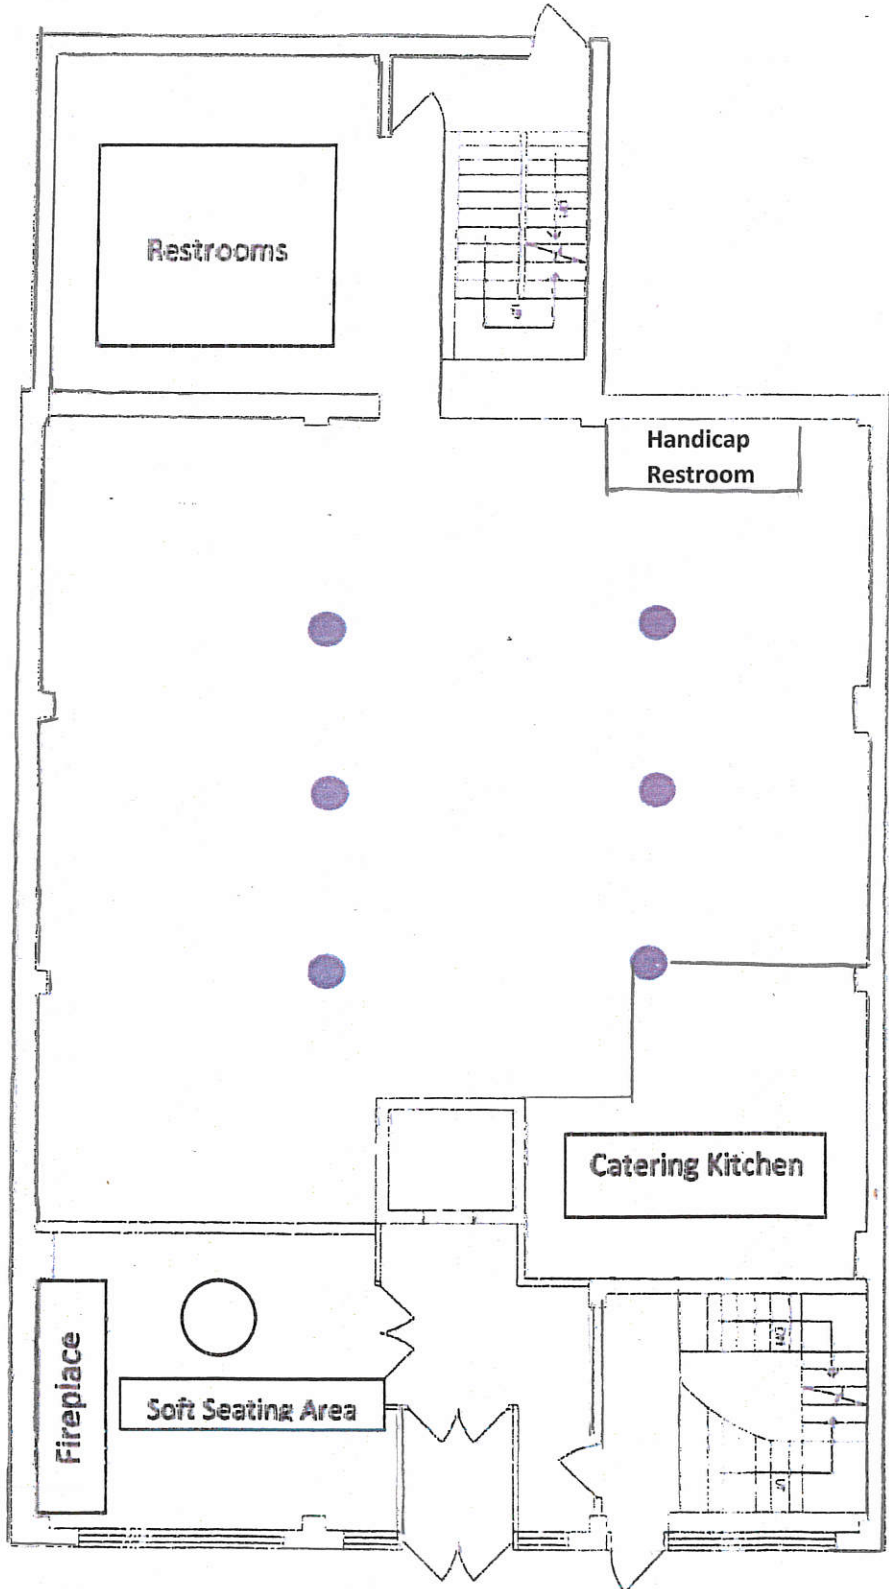 Restrooms
Handicap
Restroom
Catering Kitchen
Fireplace
Soft Seating Area